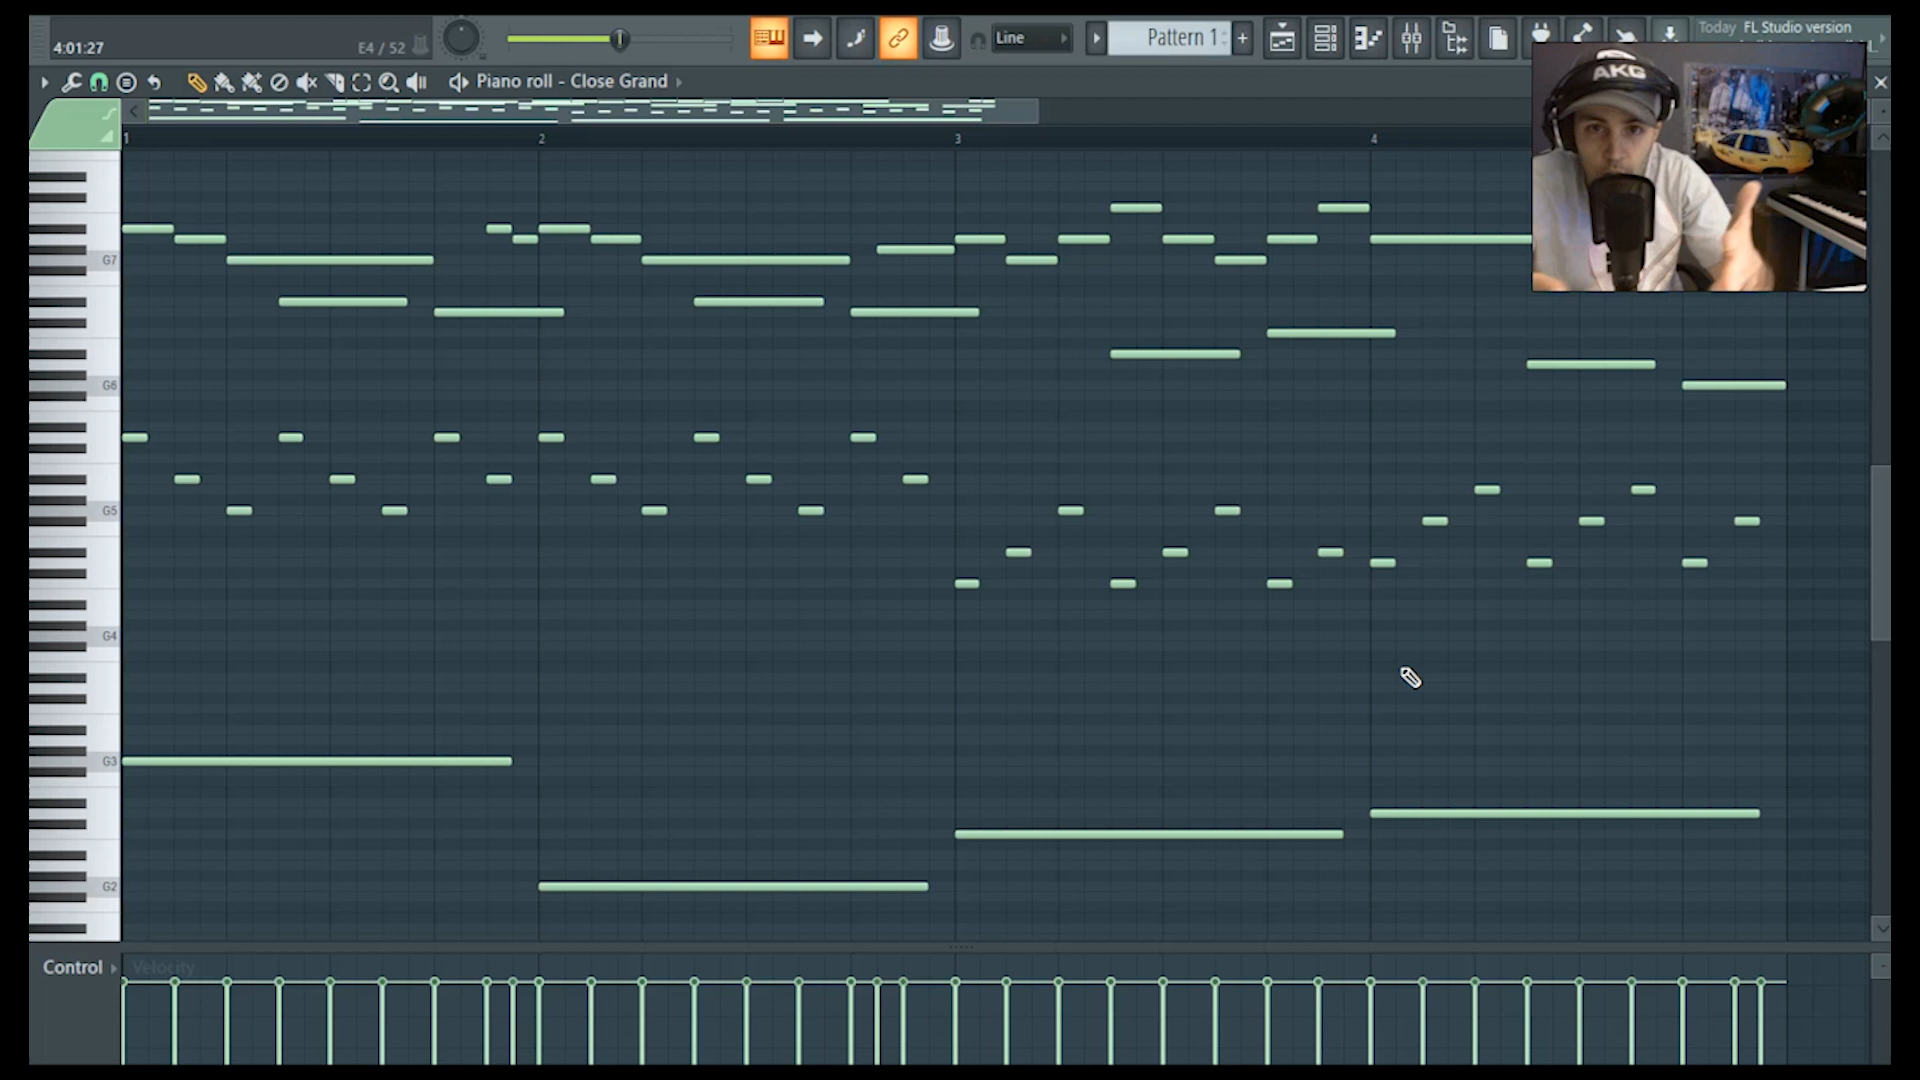 4:01:27
E4 / 52
Line
Pattern 1
+
Today FL Studio version
Piano roll - Close Grand
AKG
1
2
3
4
G7
G6
G5
G4
G3
G2
Control
Velocity